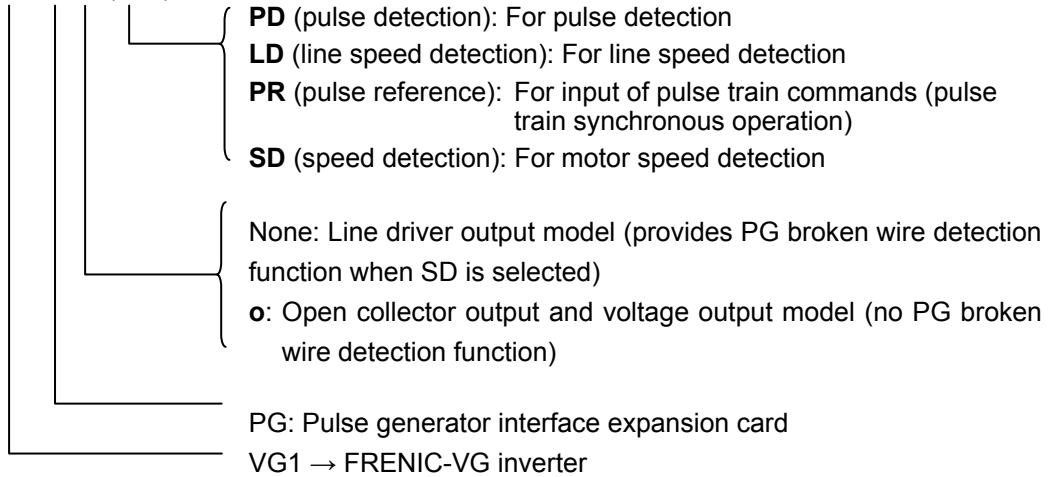 PD (pulse detection): For pulse detection
LD (line speed detection): For line speed detection
PR (pulse reference): For input of pulse train commands (pulse
train synchronous operation)
SD (speed detection): For motor speed detection
None: Line driver output model (provides PG broken wire detection
function when SD is selected)
o: Open collector output and voltage output model (no PG broken
wire detection function)
PG: Pulse generator interface expansion card
VG1 → FRENIC-VG inverter